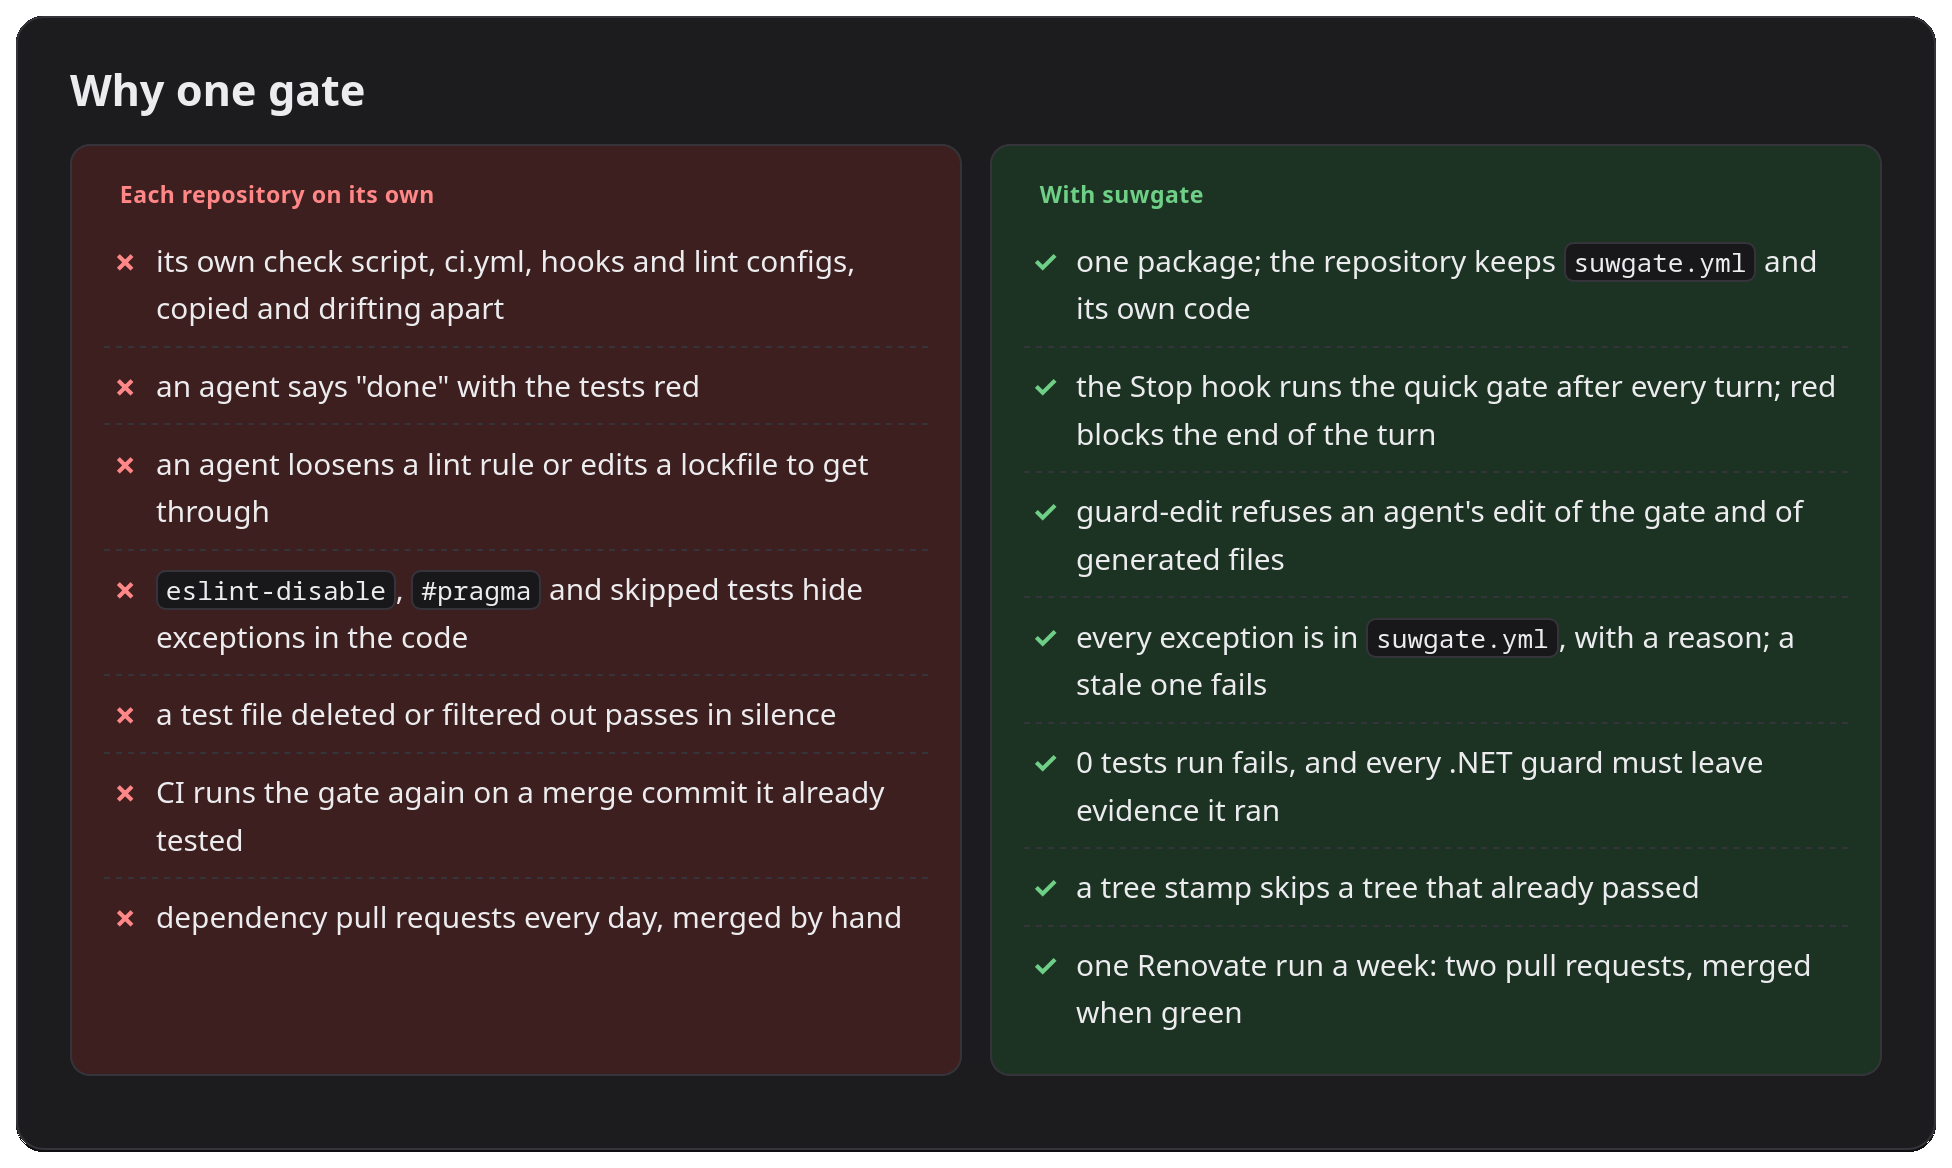 Why one gate
Each repository on its own
its own check script, ci.yml, hooks and lint configs,
copied and drifting apart
an agent says "done" with the tests red
an agent loosens a lint rule or edits a lockfile to get
through
eslint-disable, #pragma and skipped tests hide
exceptions in the code
a test file deleted or filtered out passes in silence
CI runs the gate again on a merge commit it already
tested
dependency pull requests every day, merged by hand
With suwgate
one package; the repository keeps suwgate.yml and
its own code
the Stop hook runs the quick gate after every turn; red
blocks the end of the turn
guard-edit refuses an agent's edit of the gate and of
generated files
every exception is in suwgate.yml, with a reason; a
stale one fails
0 tests run fails, and every .NET guard must leave
evidence it ran
a tree stamp skips a tree that already passed
one Renovate run a week: two pull requests, merged
when green